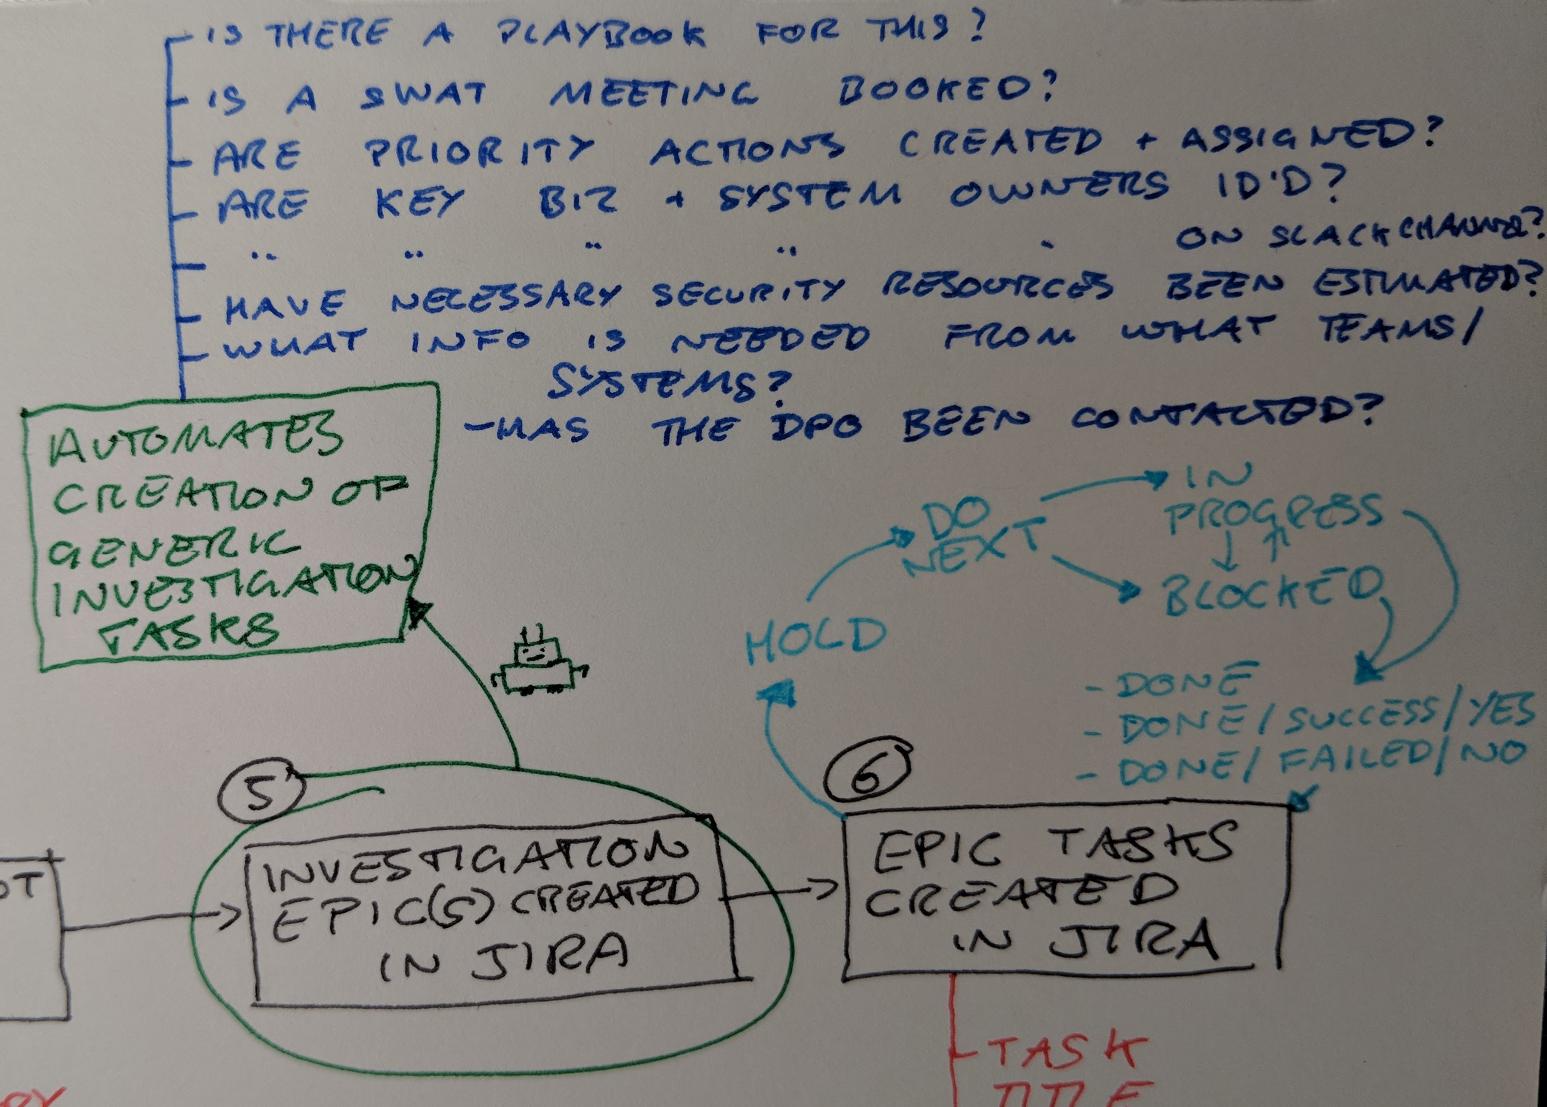 IS THERE A PLAYBOOK FOR THIS?
IS A SWAT MEETING BOOKED?
ARE PRIORITY ACTIONS CREATED + ASSIGNED?
ARE KEY BIZ + SYSTEM OWNERS ID'D?
" " " " " ON SLACK CHANNEL?
HAVE NECESSARY SECURITY RESOURCES BEEN ESTIMATED?
WHAT INFO IS NEEDED FROM WHAT TEAMS/
SYSTEMS?
- HAS THE DPO BEEN CONTACTED?
AUTOMATES
CREATION OF
GENERIC
INVESTIGATION
TASKS
HOLD
DO
NEXT
IN
PROGRESS
BLOCKED
- DONE
- DONE/SUCCESS/YES
- DONE/FAILED/NO
5
INVESTIGATION
EPIC(S) CREATED
IN JIRA
6
EPIC TASKS
CREATED
IN JIRA
TASK
TITLE